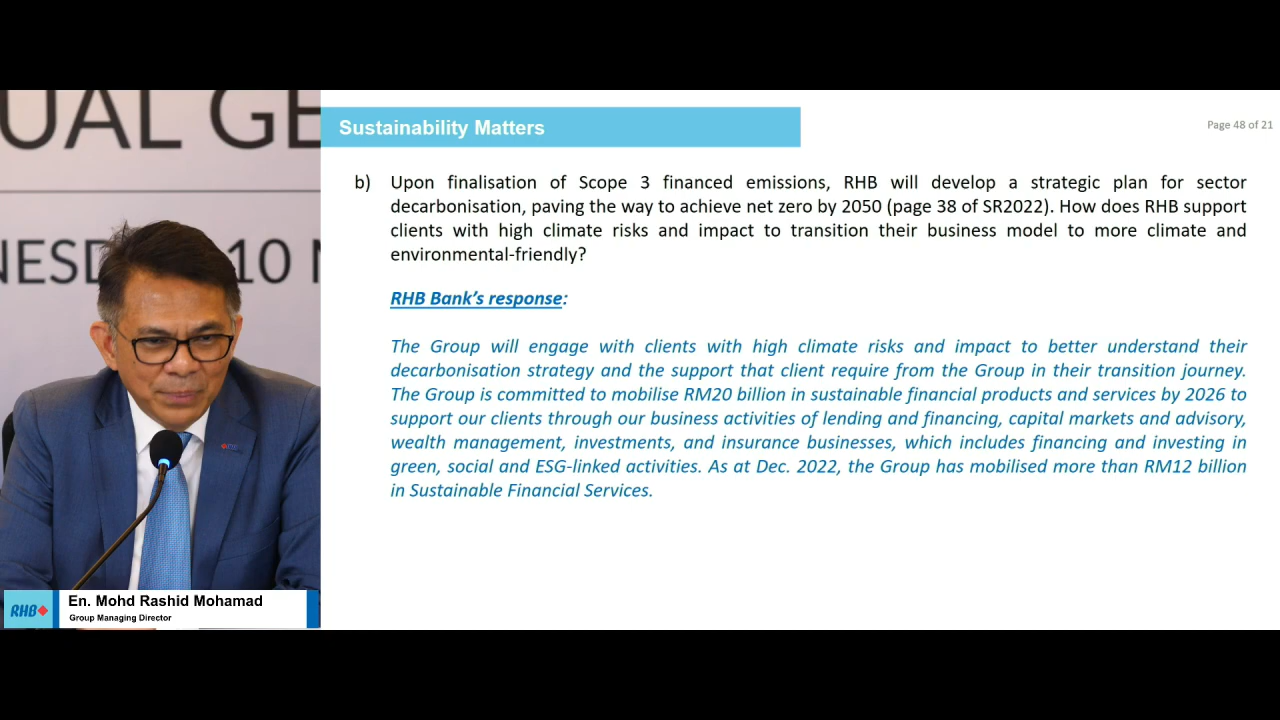 UAL GE
NESD 10 M
RHB
En. Mohd Rashid Mohamad
Group Managing Director
Sustainability Matters
Page 48 of 21
b) Upon finalisation of Scope 3 financed emissions, RHB will develop a strategic plan for sector
decarbonisation, paving the way to achieve net zero by 2050 (page 38 of SR2022). How does RHB support
clients with high climate risks and impact to transition their business model to more climate and
environmental-friendly?
RHB Bank's response:
The Group will engage with clients with high climate risks and impact to better understand their
decarbonisation strategy and the support that client require from the Group in their transition journey.
The Group is committed to mobilise RM20 billion in sustainable financial products and services by 2026 to
support our clients through our business activities of lending and financing, capital markets and advisory,
wealth management, investments, and insurance businesses, which includes financing and investing in
green, social and ESG-linked activities. As at Dec. 2022, the Group has mobilised more than RM12 billion
in Sustainable Financial Services.